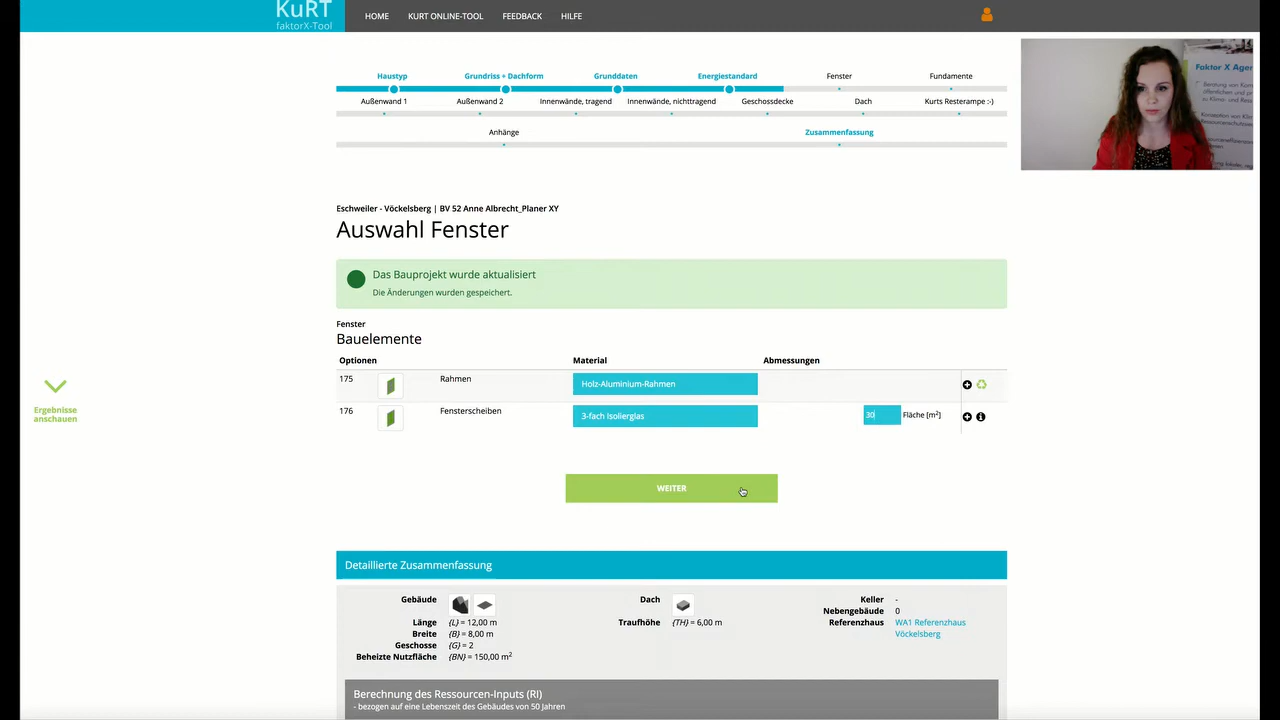 KuRT
faktorX-Tool
HOME KURT ONLINE-TOOL FEEDBACK HILFE
Haustyp Grundriss + Dachform Grunddaten Energiestandard Fenster Fundamente
Außenwand 1 Außenwand 2 Innenwände, tragend Innenwände, nichttragend Geschossdecke Dach Kurts Resterampe :-)
Anhänge Zusammenfassung
Faktor X Agen
Eschweiler - Vöckelsberg | BV 52 Anne Albrecht_Planer XY
Auswahl Fenster
Das Bauprojekt wurde aktualisiert
Die Änderungen wurden gespeichert.
Fenster
Bauelemente
Optionen Material Abmessungen
175 Rahmen Holz-Aluminium-Rahmen
176 Fensterscheiben 3-fach Isolierglas 30 Fläche [m²]
Ergebnisse
anschauen
WEITER
Detaillierte Zusammenfassung
Gebäude Dach Keller -
Nebengebäude 0
Länge {L} = 12,00 m Traufhöhe {TH} = 6,00 m Referenzhaus WA1 Referenzhaus
Breite {B} = 8,00 m Vöckelsberg
Geschosse {G} = 2
Beheizte Nutzfläche {BN} = 150,00 m²
Berechnung des Ressourcen-Inputs (RI)
- bezogen auf eine Lebenszeit des Gebäudes von 50 Jahren